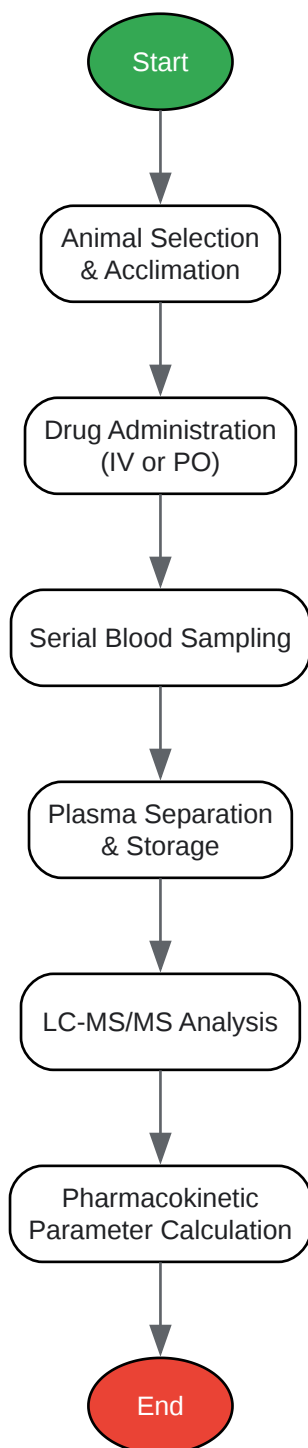 Start
Animal Selection
& Acclimation
Drug Administration
(IV or PO)
Serial Blood Sampling
Plasma Separation
& Storage
LC-MS/MS Analysis
Pharmacokinetic
Parameter Calculation
End